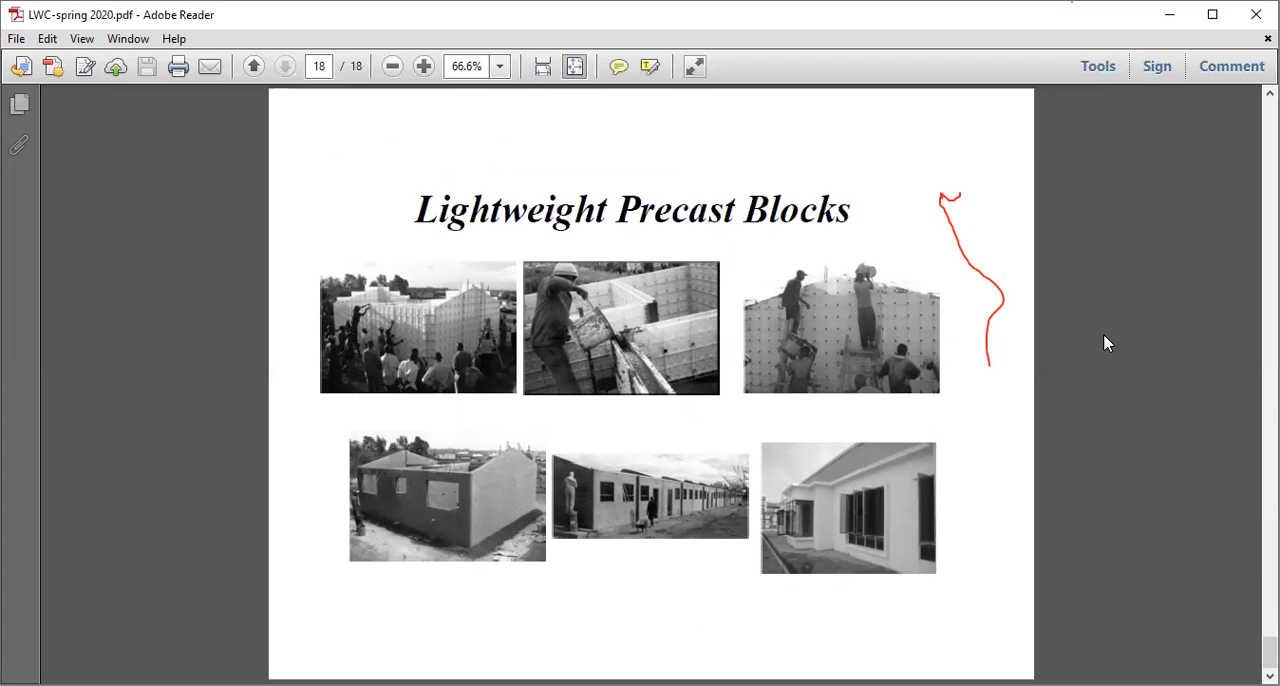 LWC-spring 2020.pdf - Adobe Reader
File Edit View Window Help
18 / 18 66.6% Tools Sign Comment
Lightweight Precast Blocks